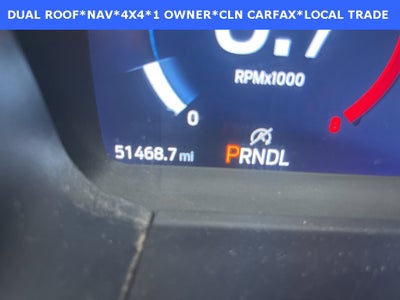 DUAL ROOF*NAV*4X4*1 OWNER*CLN CARFAX*LOCAL TRADE
RPMx1000
0
51468.7 mi
PRNDL